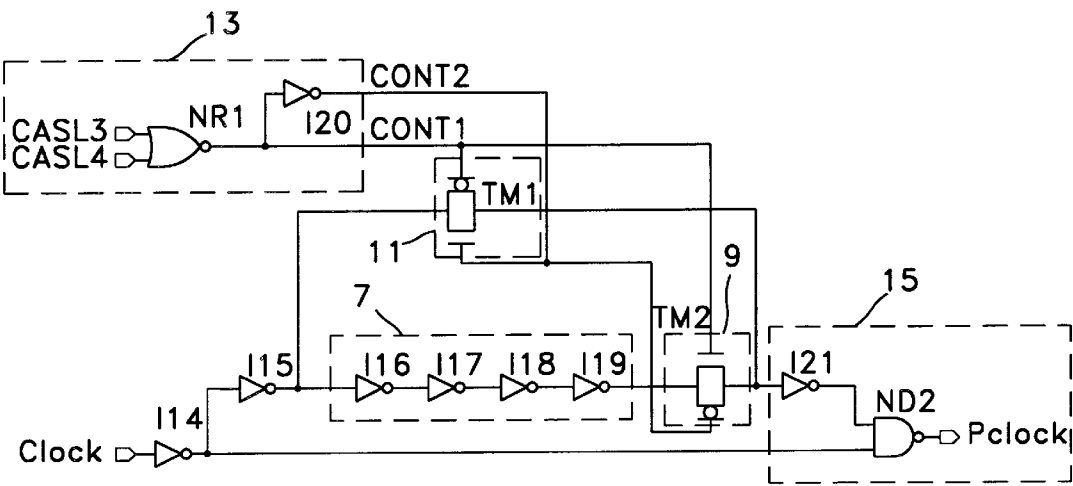 13
CONT2
NR1
I20
CASL3
CONT1
CASL4
TM1
11
9
15
7
TM2
I15
I16
I17
I18
I19
I21
I14
ND2
Clock
Pclock